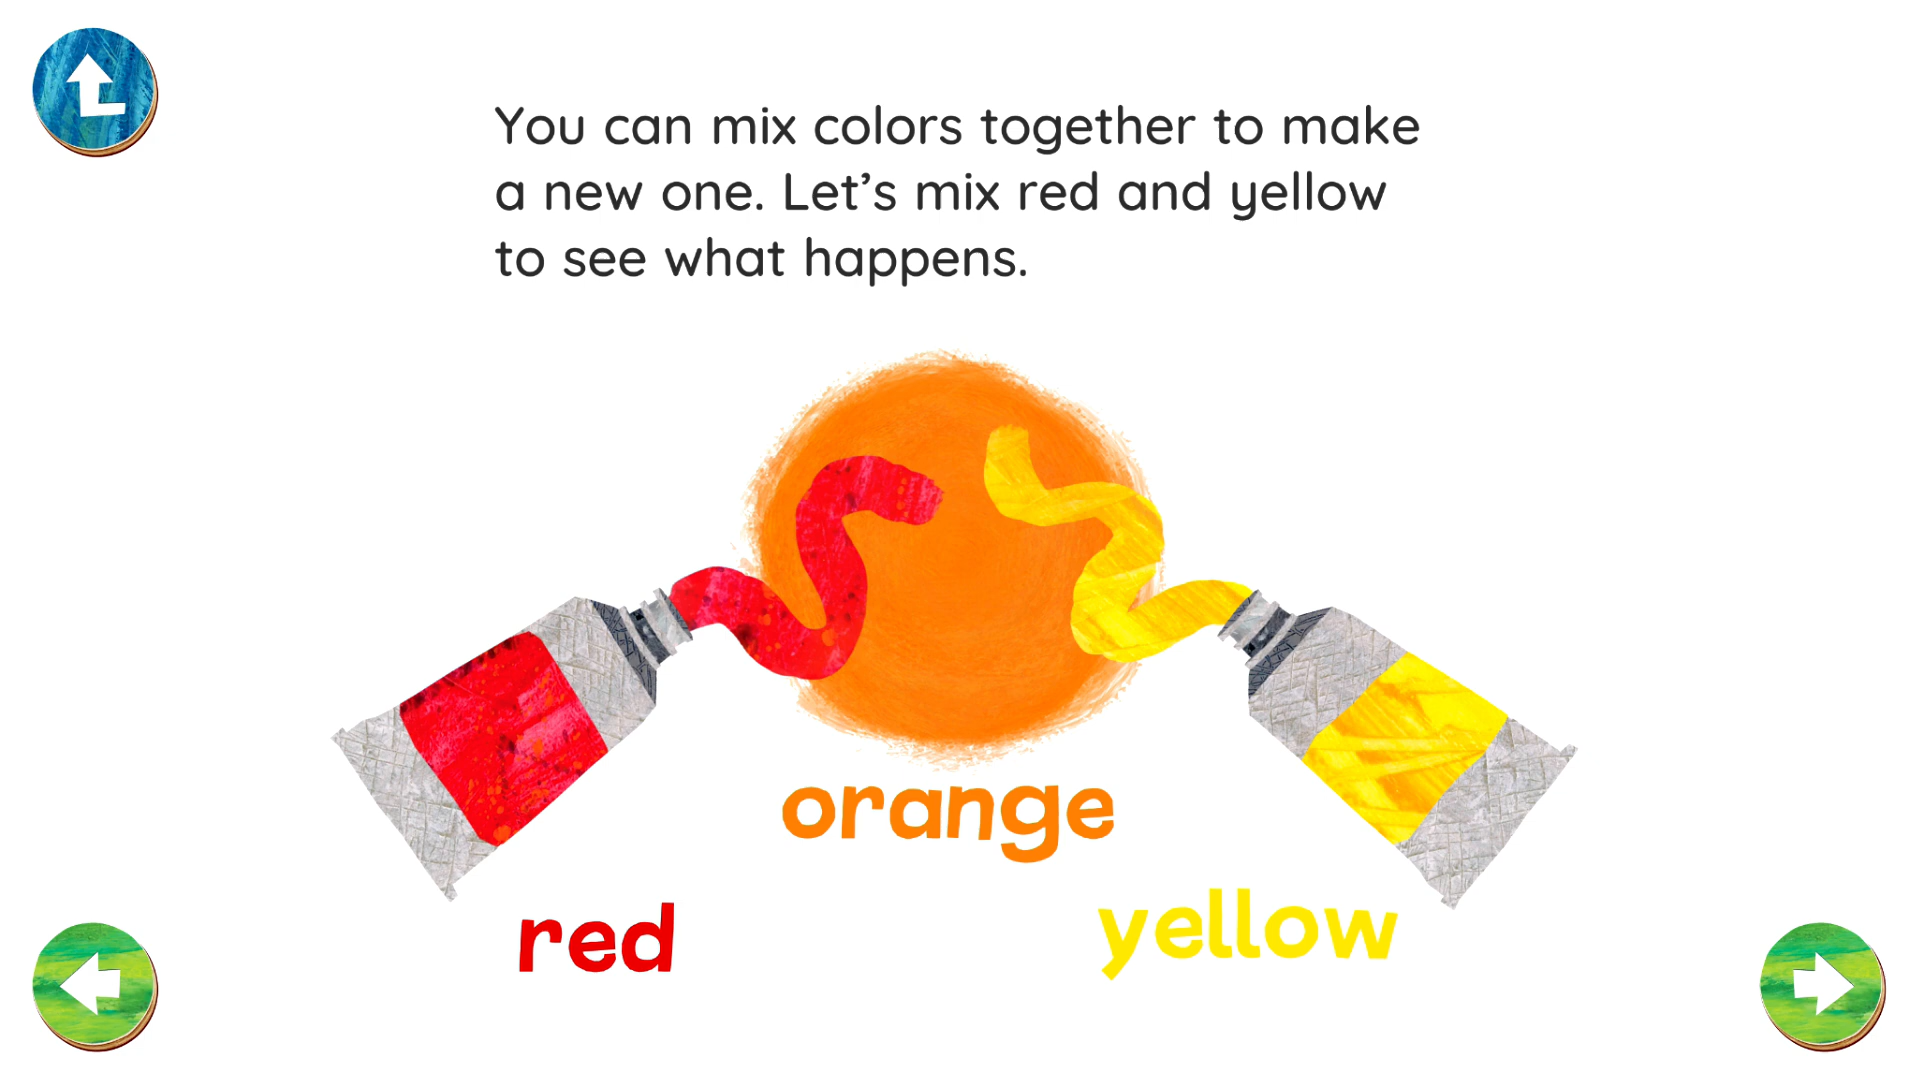 You can mix colors together to make
a new one. Let’s mix red and yellow
to see what happens.
orange
red
yellow